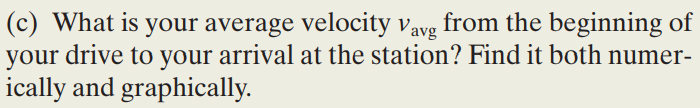 (c) What is your average velocity vavg from the beginning of
your drive to your arrival at the station? Find it both numer-
ically and graphically.